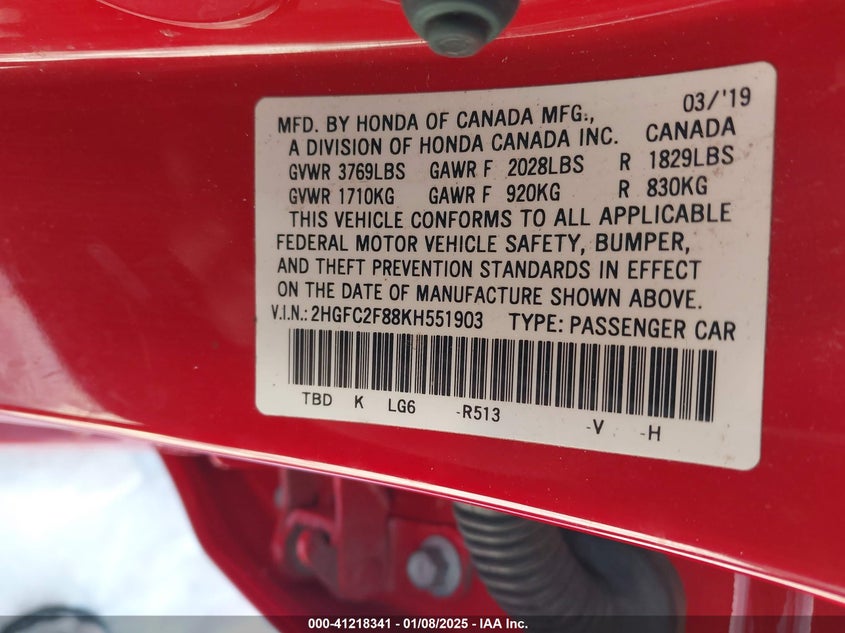 03/'19
MFD. BY HONDA OF CANADA MFG.,
A DIVISION OF HONDA CANADA INC. CANADA
GVWR 3769LBS GAWR F 2028LBS R 1829LBS
GVWR 1710KG GAWR F 920KG R 830KG
THIS VEHICLE CONFORMS TO ALL APPLICABLE
FEDERAL MOTOR VEHICLE SAFETY, BUMPER,
AND THEFT PREVENTION STANDARDS IN EFFECT
ON THE DATE OF MANUFACTURE SHOWN ABOVE.
V.I.N.: 2HGFC2F88KH551903 TYPE: PASSENGER CAR
TBD K LG6 -R513 -V -H
000-41218341 - 01/08/2025 - IAA Inc.